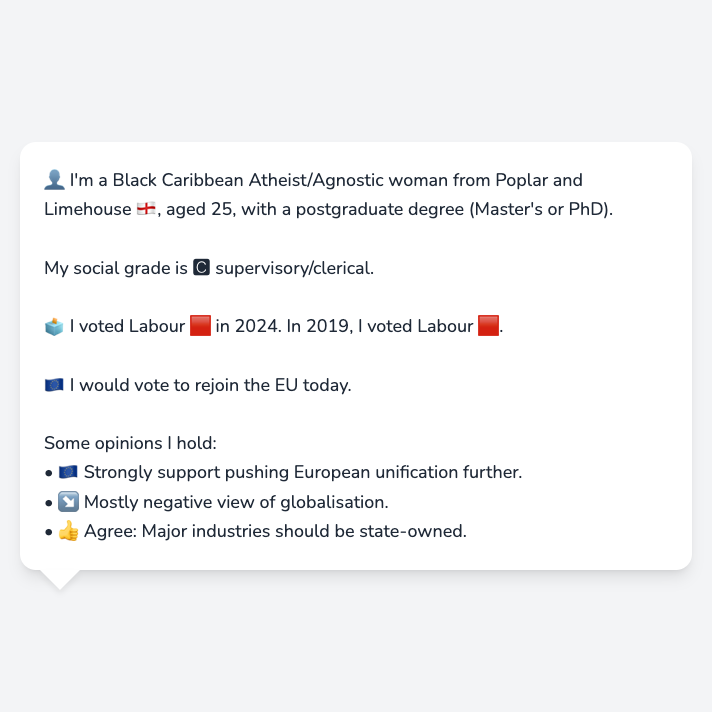 👤 I'm a Black Caribbean Atheist/Agnostic woman from Poplar and
Limehouse 🏴󠁧󠁢󠁥󠁮󠁧󠁿, aged 25, with a postgraduate degree (Master's or PhD).
My social grade is 🅲 supervisory/clerical.
🗳️ I voted Labour 🟥 in 2024. In 2019, I voted Labour 🟥.
🇪🇺 I would vote to rejoin the EU today.
Some opinions I hold:
• 🇪🇺 Strongly support pushing European unification further.
• ↘️ Mostly negative view of globalisation.
• 👍 Agree: Major industries should be state-owned.